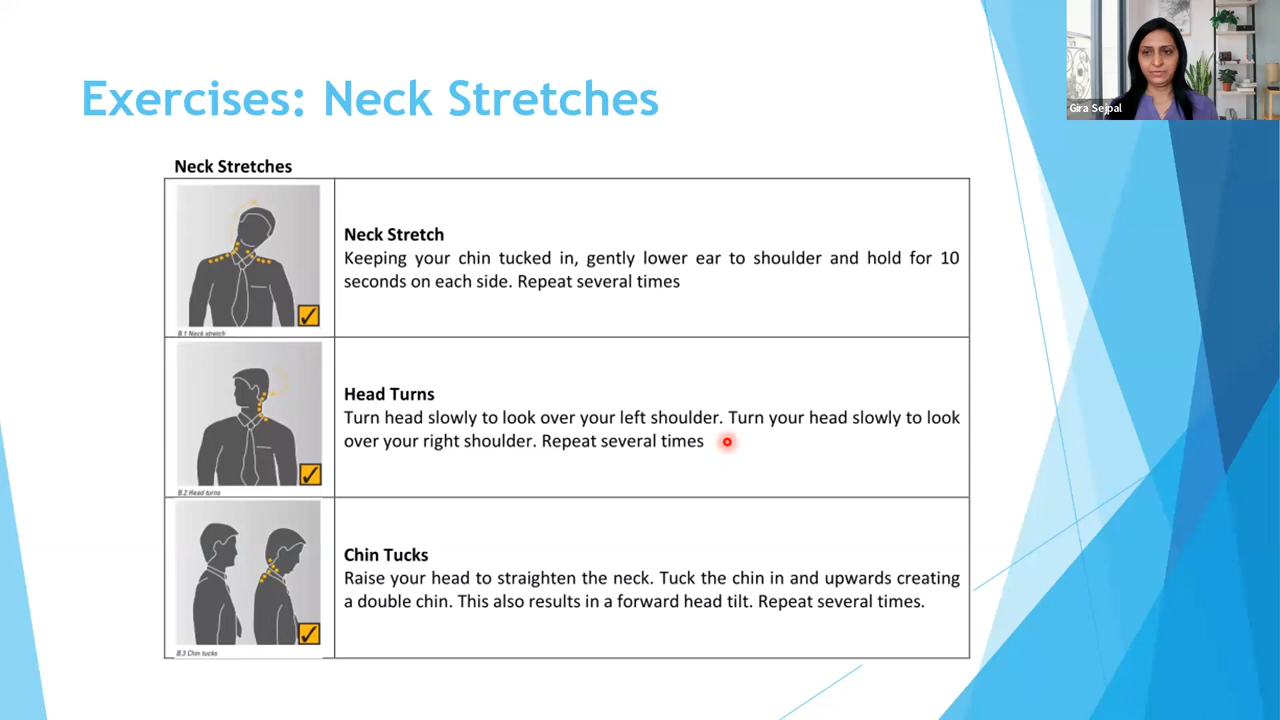 Exercises: Neck Stretches
Gira Sejpal
Neck Stretches
B.1 Neck stretch
Neck Stretch
Keeping your chin tucked in, gently lower ear to shoulder and hold for 10
seconds on each side. Repeat several times
B.2 Head turns
Head Turns
Turn head slowly to look over your left shoulder. Turn your head slowly to look
over your right shoulder. Repeat several times
B.3 Chin tucks
Chin Tucks
Raise your head to straighten the neck. Tuck the chin in and upwards creating
a double chin. This also results in a forward head tilt. Repeat several times.